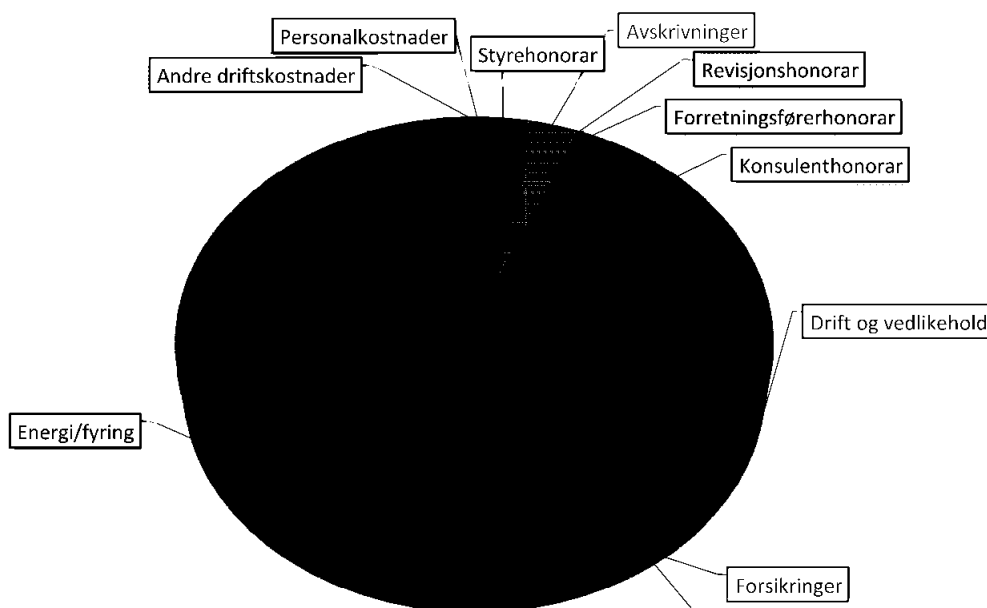 Personalkostnader
Styrehonorar
Avskrivninger
Andre driftskostnader
Revisjonshonorar
Forretningsførerhonorar
Konsulenthonorar
Drift og vedlikehold
Energi/fyring
Forsikringer